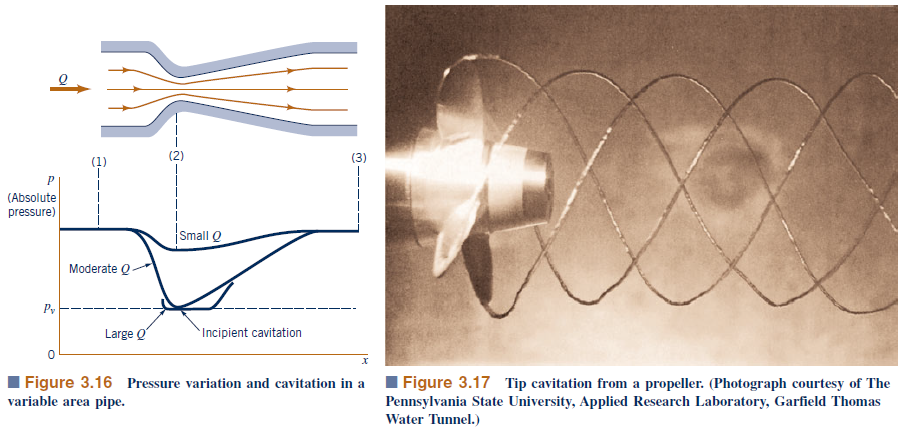 Q
(1)
(2)
(3)
p
(Absolute
pressure)
Small Q
Moderate Q
pv
Large Q
Incipient cavitation
0
x
Figure 3.16 Pressure variation and cavitation in a
variable area pipe.
Figure 3.17 Tip cavitation from a propeller. (Photograph courtesy of The
Pennsylvania State University, Applied Research Laboratory, Garfield Thomas
Water Tunnel.)